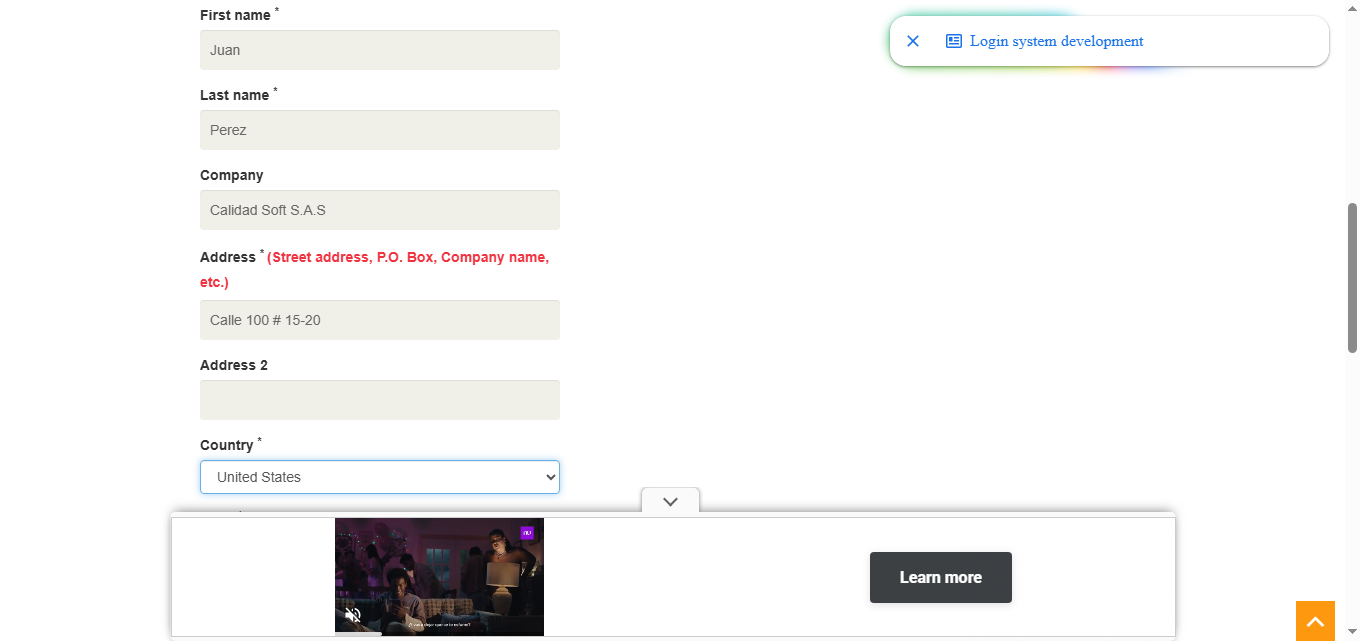 First name *
Juan
Last name *
Perez
Company
Calidad Soft S.A.S
Address * (Street address, P.O. Box, Company name,
etc.)
Calle 100 # 15-20
Address 2
Country *
United States
Login system development
nu
Learn more